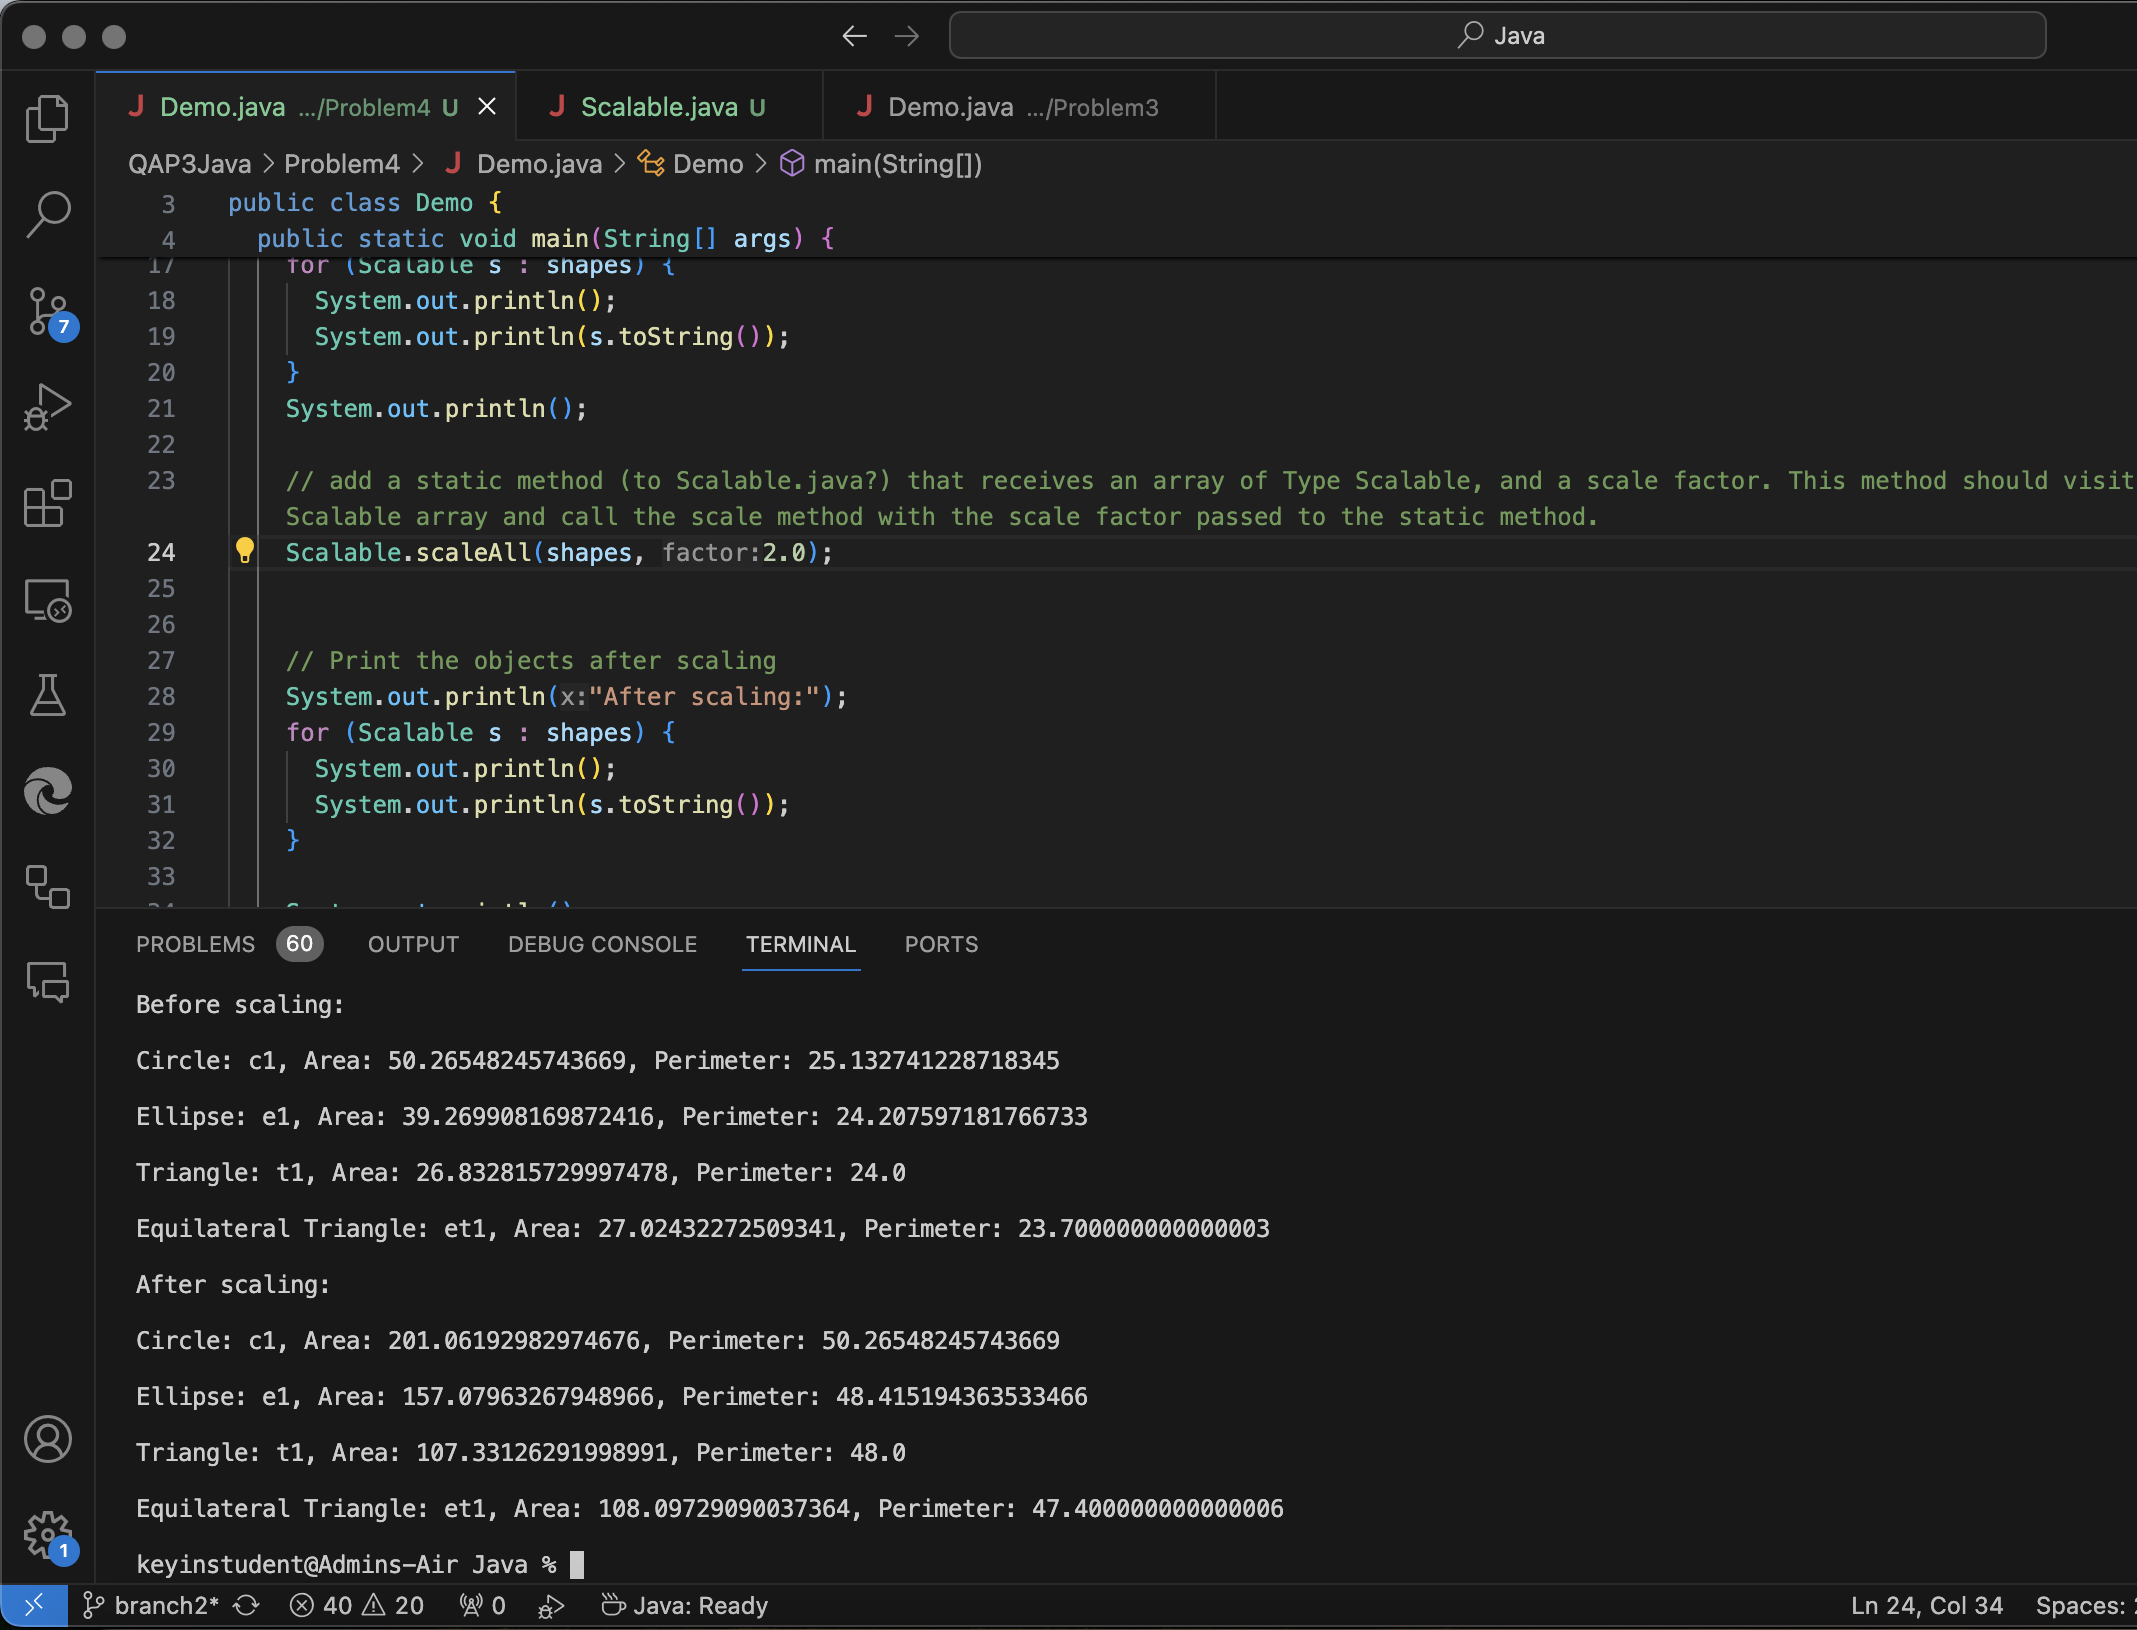 Java
Demo.java .../Problem4 U
Scalable.java U
Demo.java .../Problem3
QAP3Java > Problem4 > Demo.java > Demo > main(String[])
3 public class Demo {
4 public static void main(String[] args) {
17 for (Scalable s : shapes) {
18 System.out.println();
19 System.out.println(s.toString());
20 }
21 System.out.println();
22
23 // add a static method (to Scalable.java?) that receives an array of Type Scalable, and a scale factor. This method should visit
Scalable array and call the scale method with the scale factor passed to the static method.
24 Scalable.scaleAll(shapes, factor:2.0);
25
26
27 // Print the objects after scaling
28 System.out.println(x:"After scaling:");
29 for (Scalable s : shapes) {
30 System.out.println();
31 System.out.println(s.toString());
32 }
33
7
PROBLEMS 60 OUTPUT DEBUG CONSOLE TERMINAL PORTS
Before scaling:
Circle: c1, Area: 50.26548245743669, Perimeter: 25.132741228718345
Ellipse: e1, Area: 39.269908169872416, Perimeter: 24.207597181766733
Triangle: t1, Area: 26.832815729997478, Perimeter: 24.0
Equilateral Triangle: et1, Area: 27.02432272509341, Perimeter: 23.700000000000003
After scaling:
Circle: c1, Area: 201.06192982974676, Perimeter: 50.26548245743669
Ellipse: e1, Area: 157.07963267948966, Perimeter: 48.415194363533466
Triangle: t1, Area: 107.33126291998991, Perimeter: 48.0
Equilateral Triangle: et1, Area: 108.09729090037364, Perimeter: 47.400000000000006
keyinstudent@Admins-Air Java %
1
branch2* 40 20 0 Java: Ready Ln 24, Col 34 Spaces: